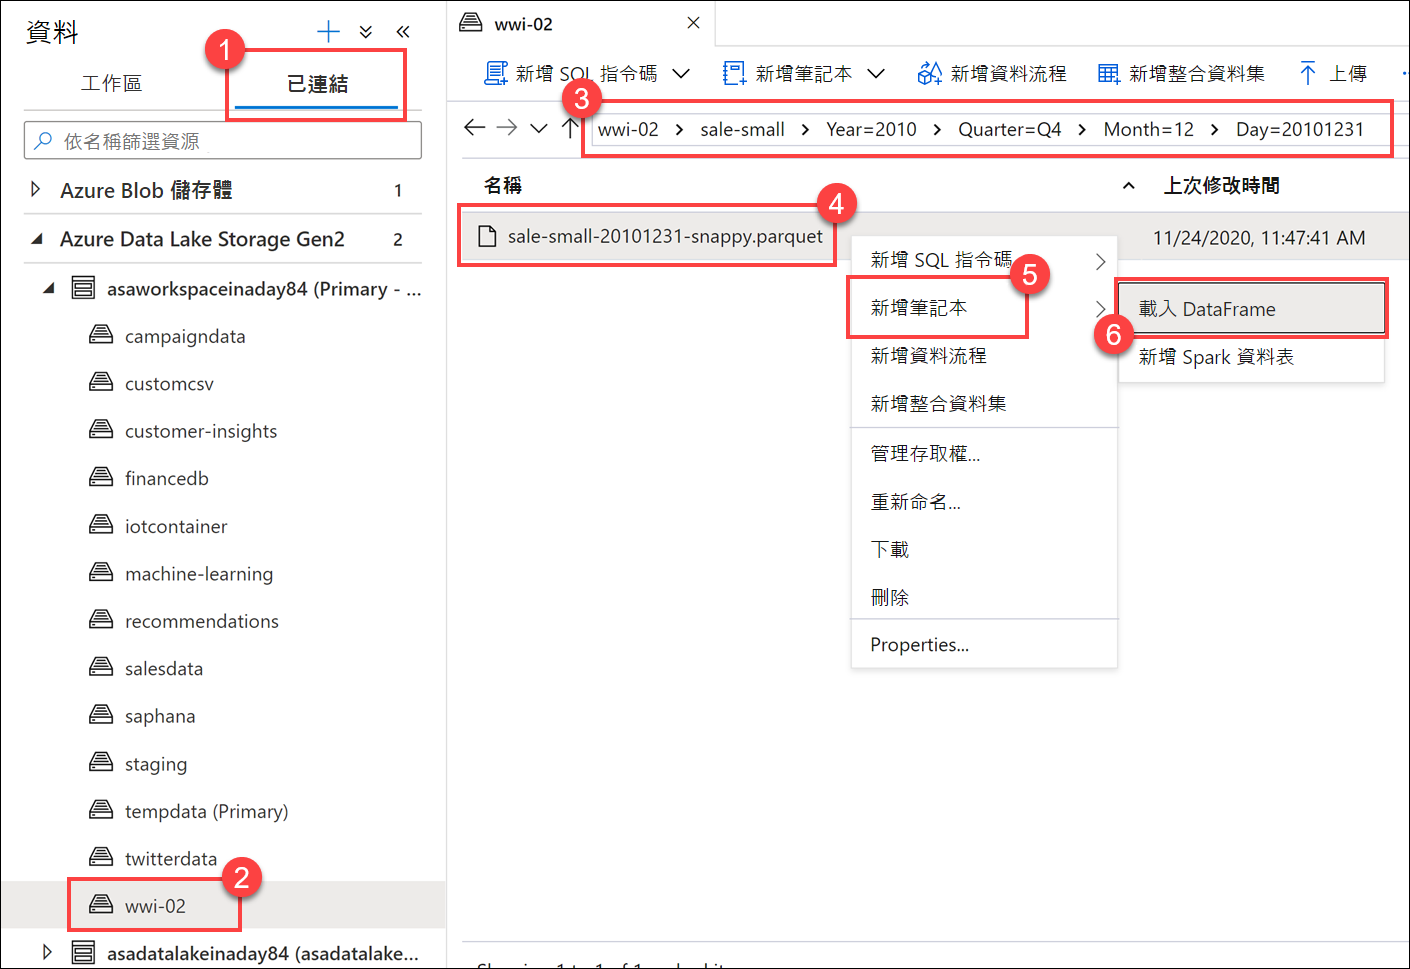 資料
1
工作區
已連結
依名稱篩選資源
Azure Blob 儲存體 1
Azure Data Lake Storage Gen2 2
asaworkspaceinaday84 (Primary - ...
campaigndata
customcsv
customer-insights
financedb
iotcontainer
machine-learning
recommendations
salesdata
saphana
staging
tempdata (Primary)
twitterdata
2
wwi-02
asadatalakeinaday84 (asadatalake...
wwi-02
新增 SQL 指令碼 新增筆記本 新增資料流程 新增整合資料集 上傳
3
wwi-02 > sale-small > Year=2010 > Quarter=Q4 > Month=12 > Day=20101231
名稱 上次修改時間
4
sale-small-20101231-snappy.parquet 11/24/2020, 11:47:41 AM
新增 SQL 指令碼
5
新增筆記本
新增資料流程
新增整合資料集
管理存取權...
重新命名...
下載
刪除
Properties...
6
載入 DataFrame
新增 Spark 資料表